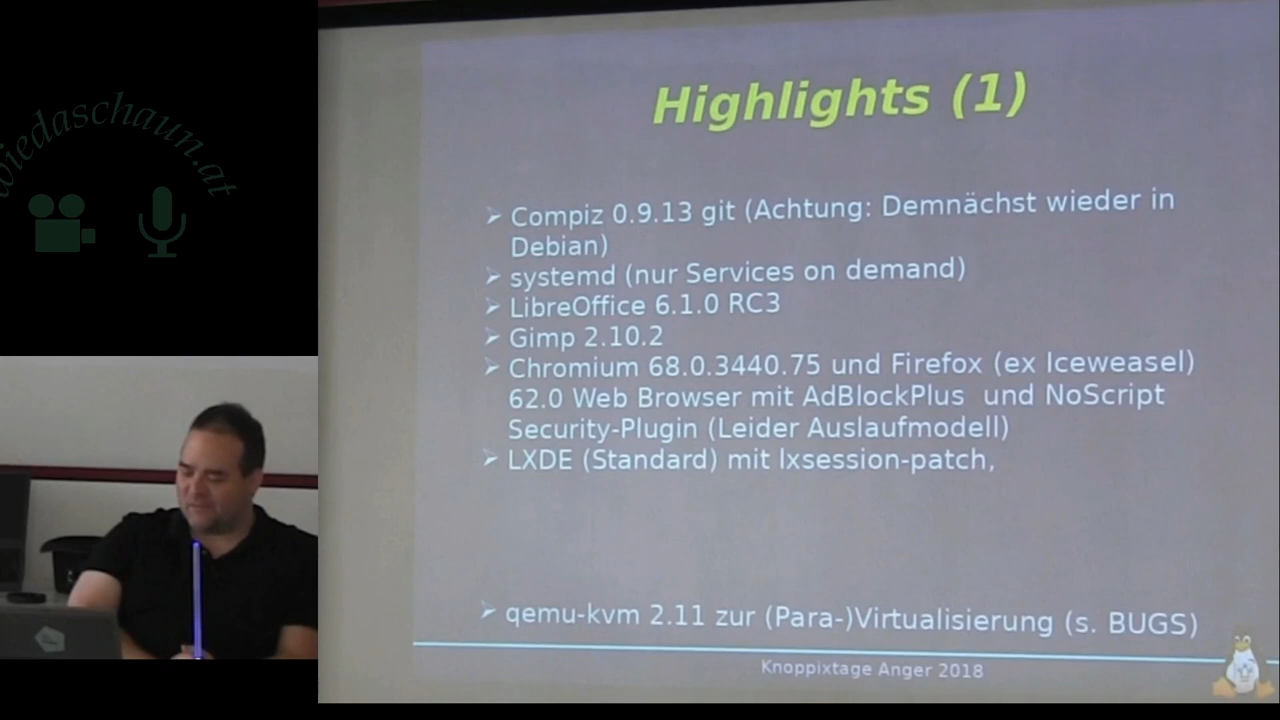 wiedaschaun.at
Highlights (1)
Compiz 0.9.13 git (Achtung: Demnächst wieder in
Debian)
systemd (nur Services on demand)
LibreOffice 6.1.0 RC3
Gimp 2.10.2
Chromium 68.0.3440.75 und Firefox (ex Iceweasel)
62.0 Web Browser mit AdBlockPlus und NoScript
Security-Plugin (Leider Auslaufmodell)
LXDE (Standard) mit lxsession-patch,
qemu-kvm 2.11 zur (Para-)Virtualisierung (s. BUGS)
Knoppixtage Anger 2018